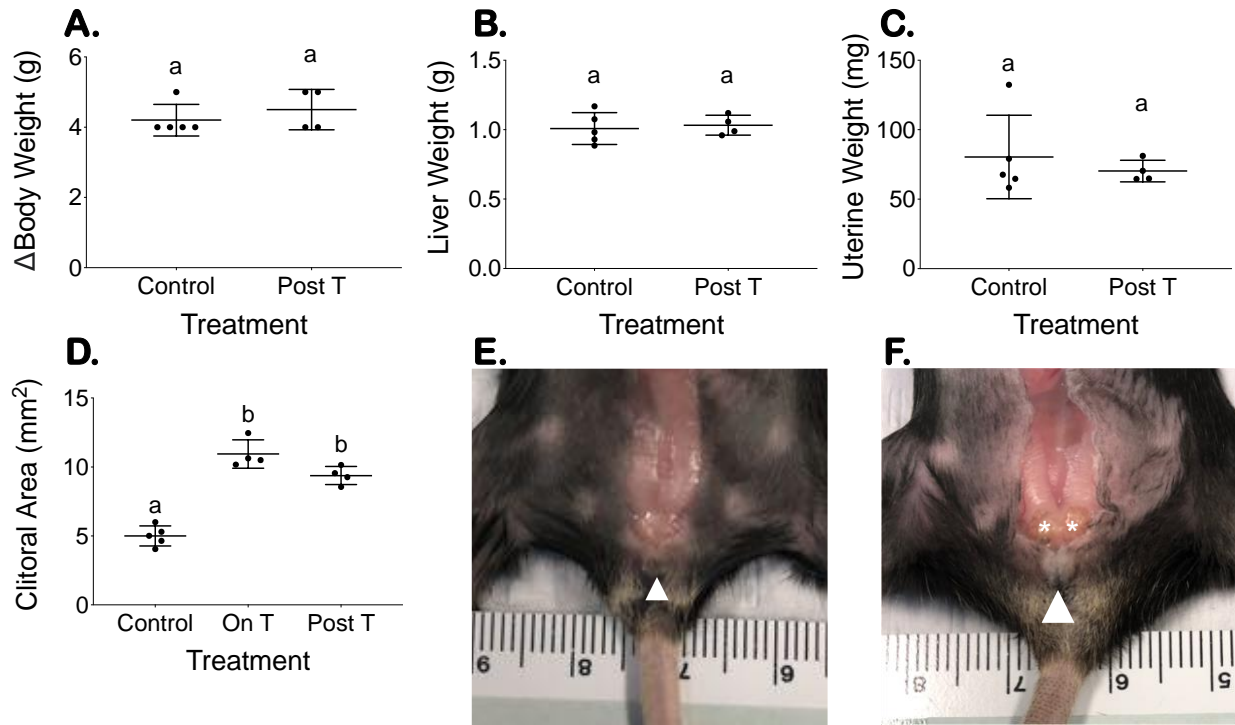 A.
a
a
6
4
2
0
ΔBody Weight (g)
Control
Post T
Treatment
B.
a
a
1.5
1.0
0.5
0.0
Liver Weight (g)
Control
Post T
Treatment
C.
a
a
150
100
50
0
Uterine Weight (mg)
Control
Post T
Treatment
D.
a
b
b
15
10
5
0
Clitoral Area (mm²)
Control
On T
Post T
Treatment
E.
9 8 7 6
F.
* *
8 7 6 5